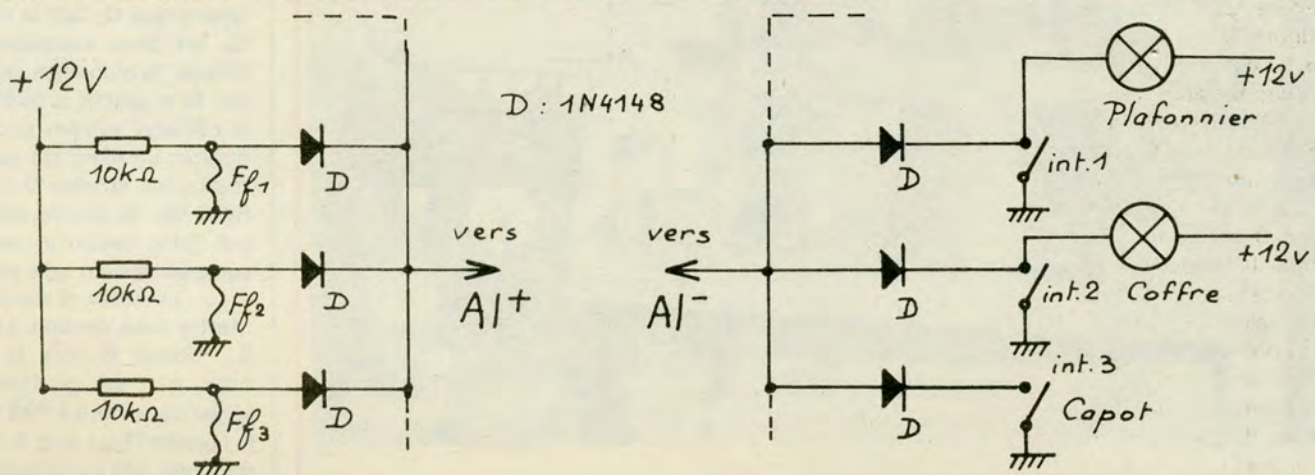 +12V
10kΩ
Ff1
D
10kΩ
Ff2
D
10kΩ
Ff3
D
D : 1N4148
vers
Al+
vers
Al-
D
int.1
Plafonnier
+12v
D
int.2
Coffre
+12v
D
int.3
Capot